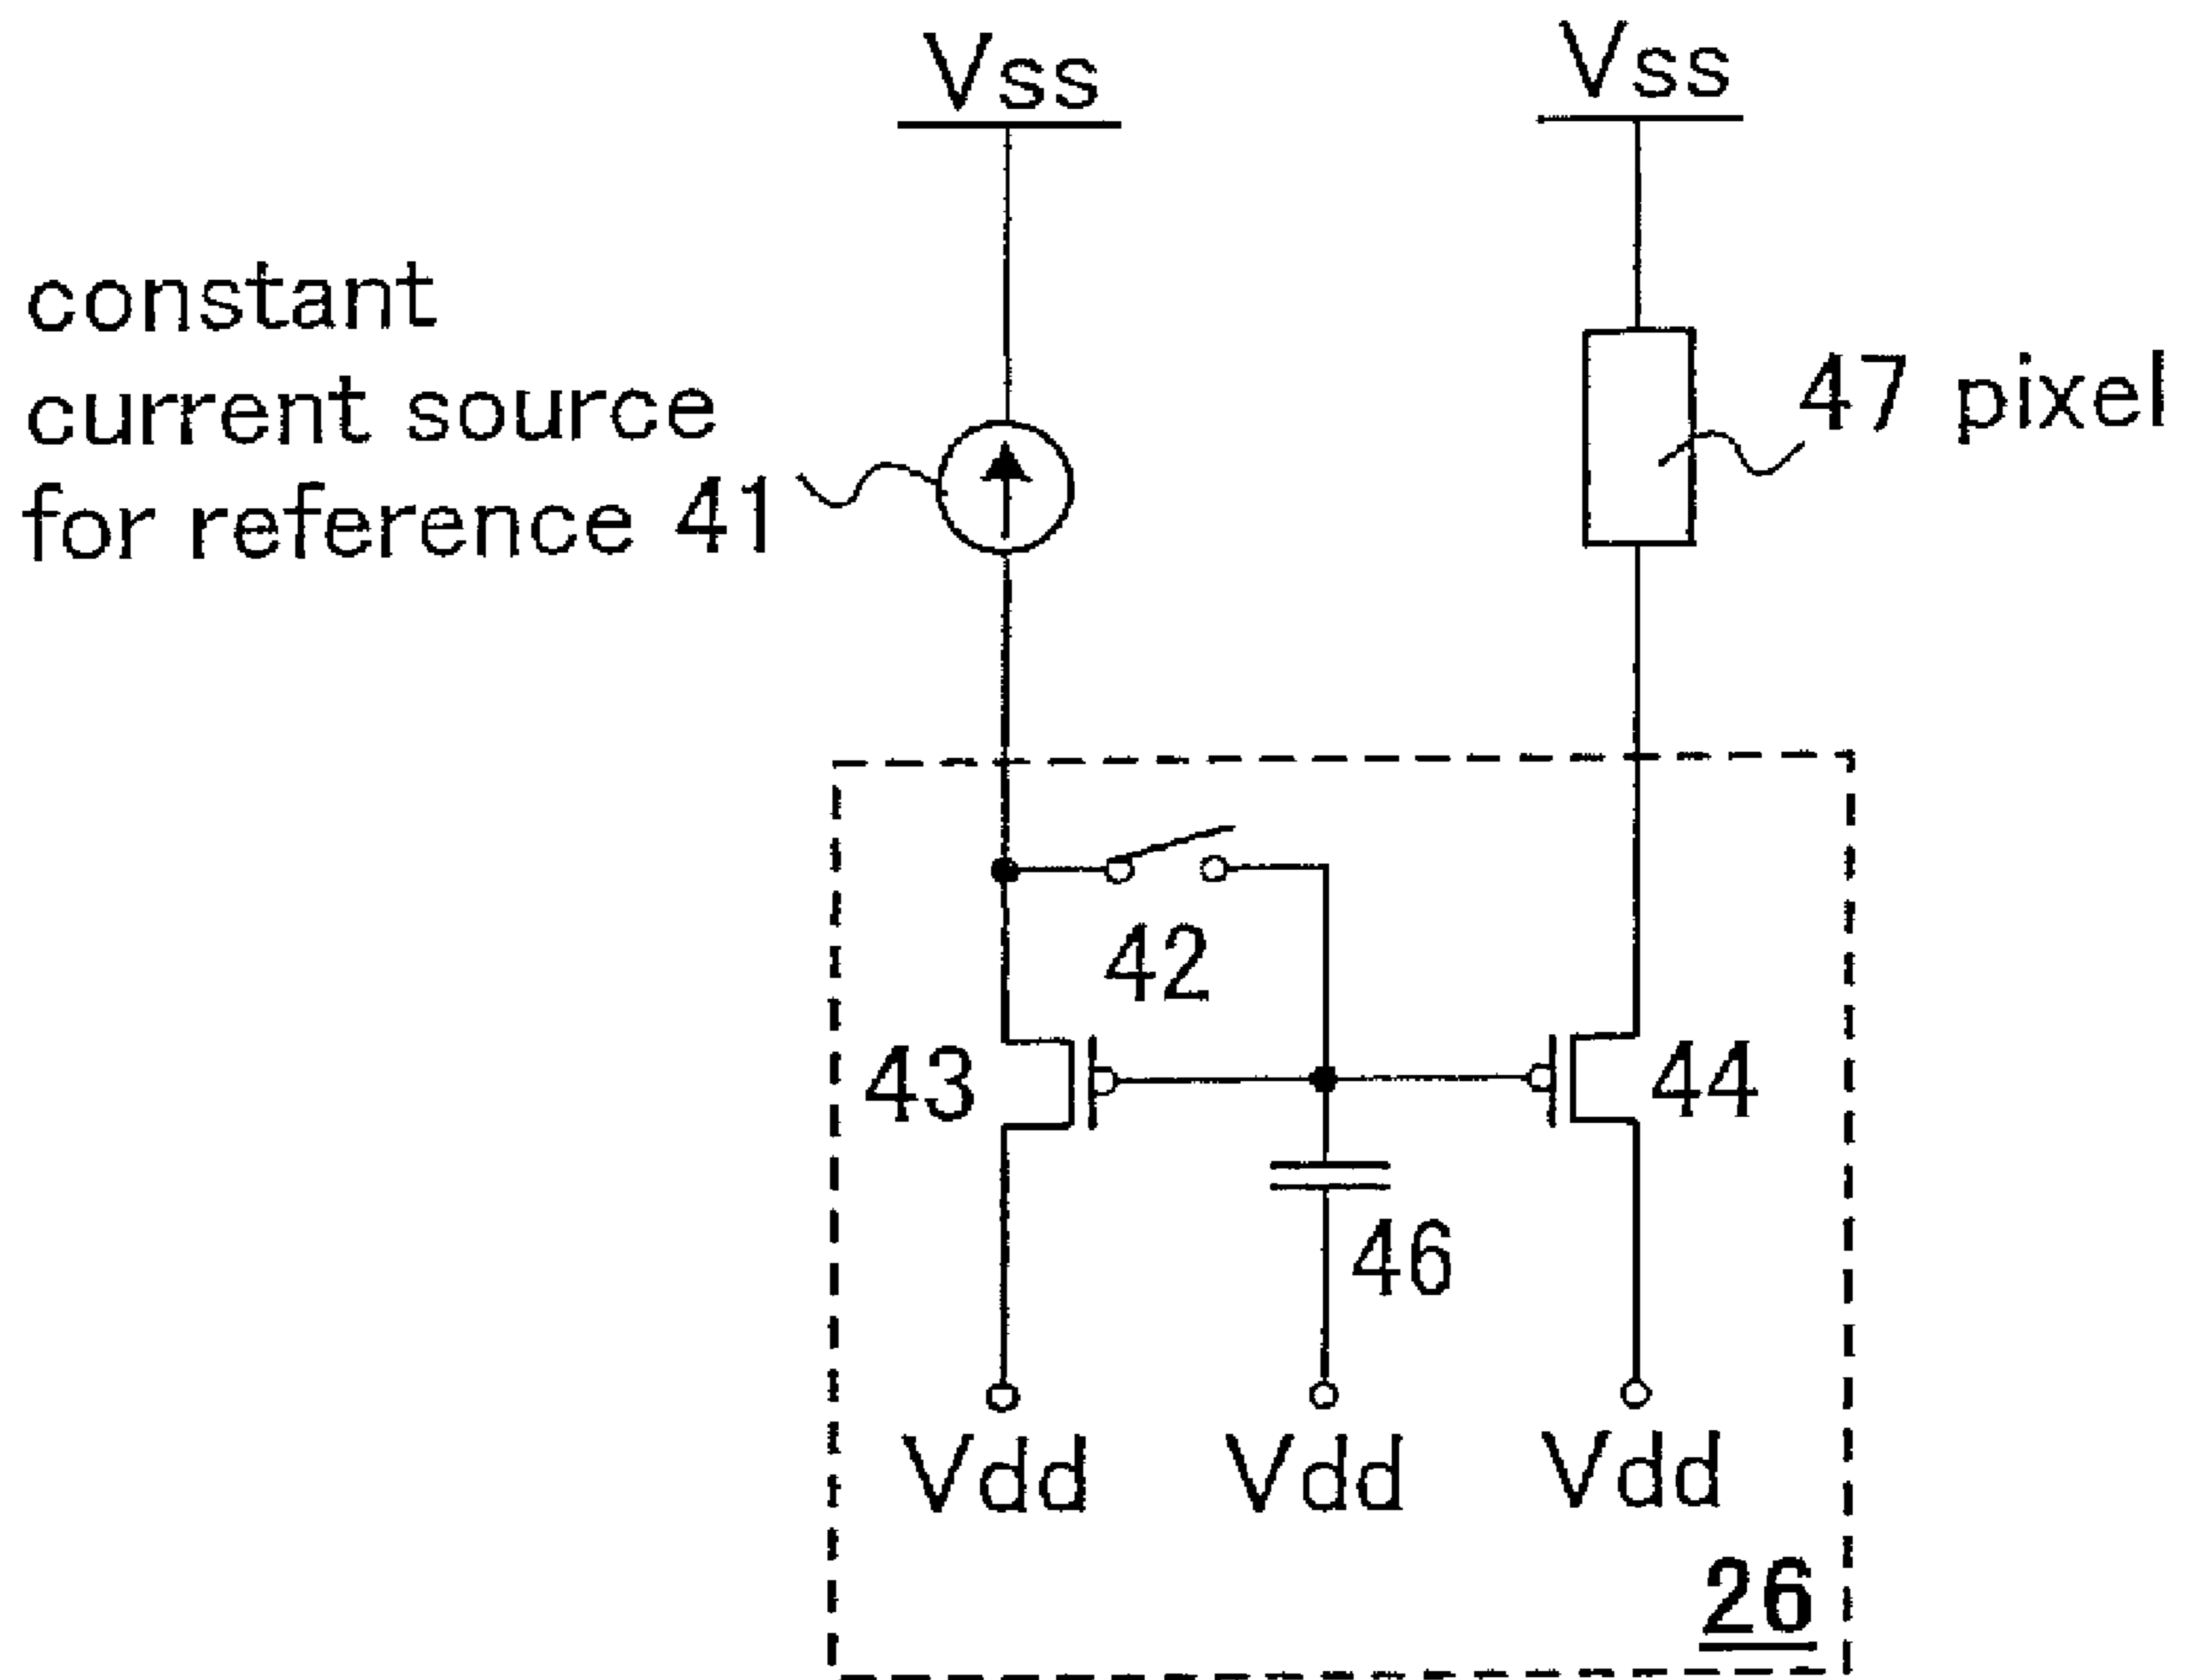 Vss
Vss
constant
current source
for reference 41
47 pixel
42
43
44
46
Vdd
Vdd
Vdd
26